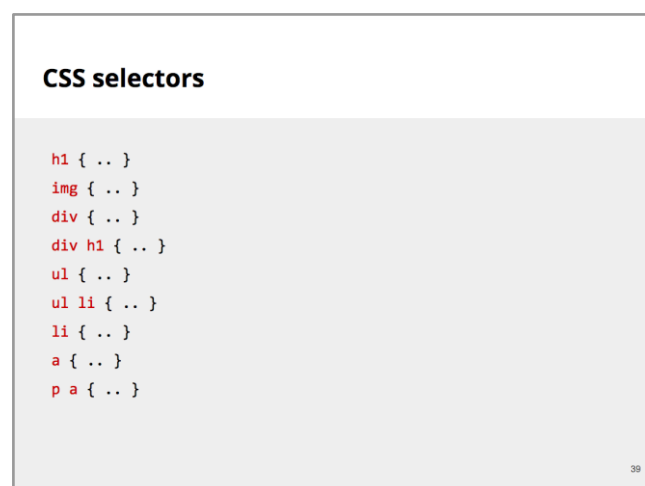 CSS selectors
h1 { .. }
img { .. }
div { .. }
div h1 { .. }
ul { .. }
ul li { .. }
li { .. }
a { .. }
p a { .. }
39